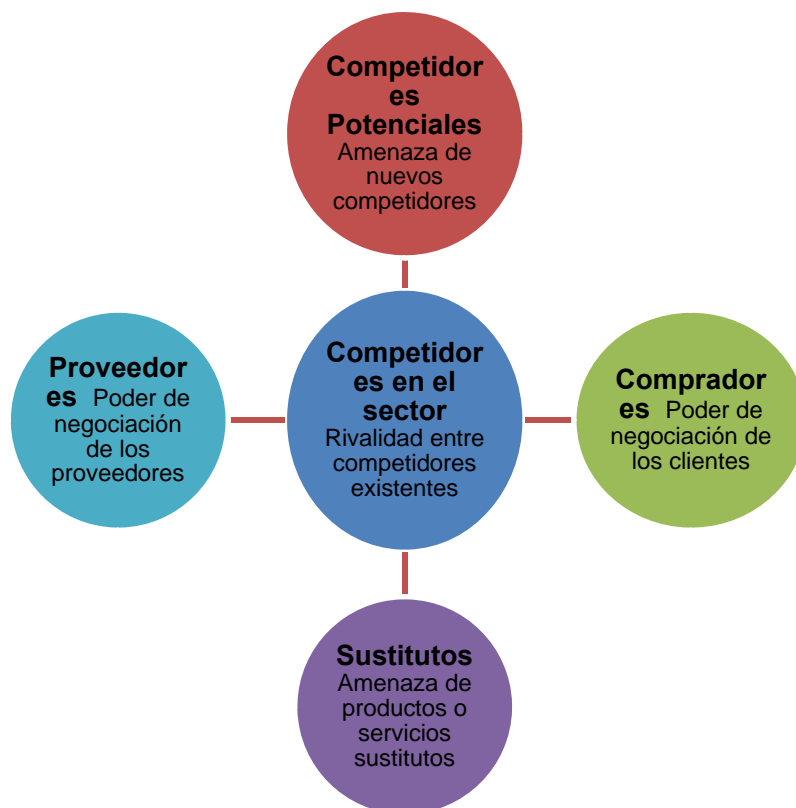 Competidor
es
Potenciales
Amenaza de
nuevos
competidores
Proveedor
es Poder de
negociación
de los
proveedores
Competidor
es en el
sector
Rivalidad entre
competidores
existentes
Comprador
es Poder de
negociación de
los clientes
Sustitutos
Amenaza de
productos o
servicios
sustitutos